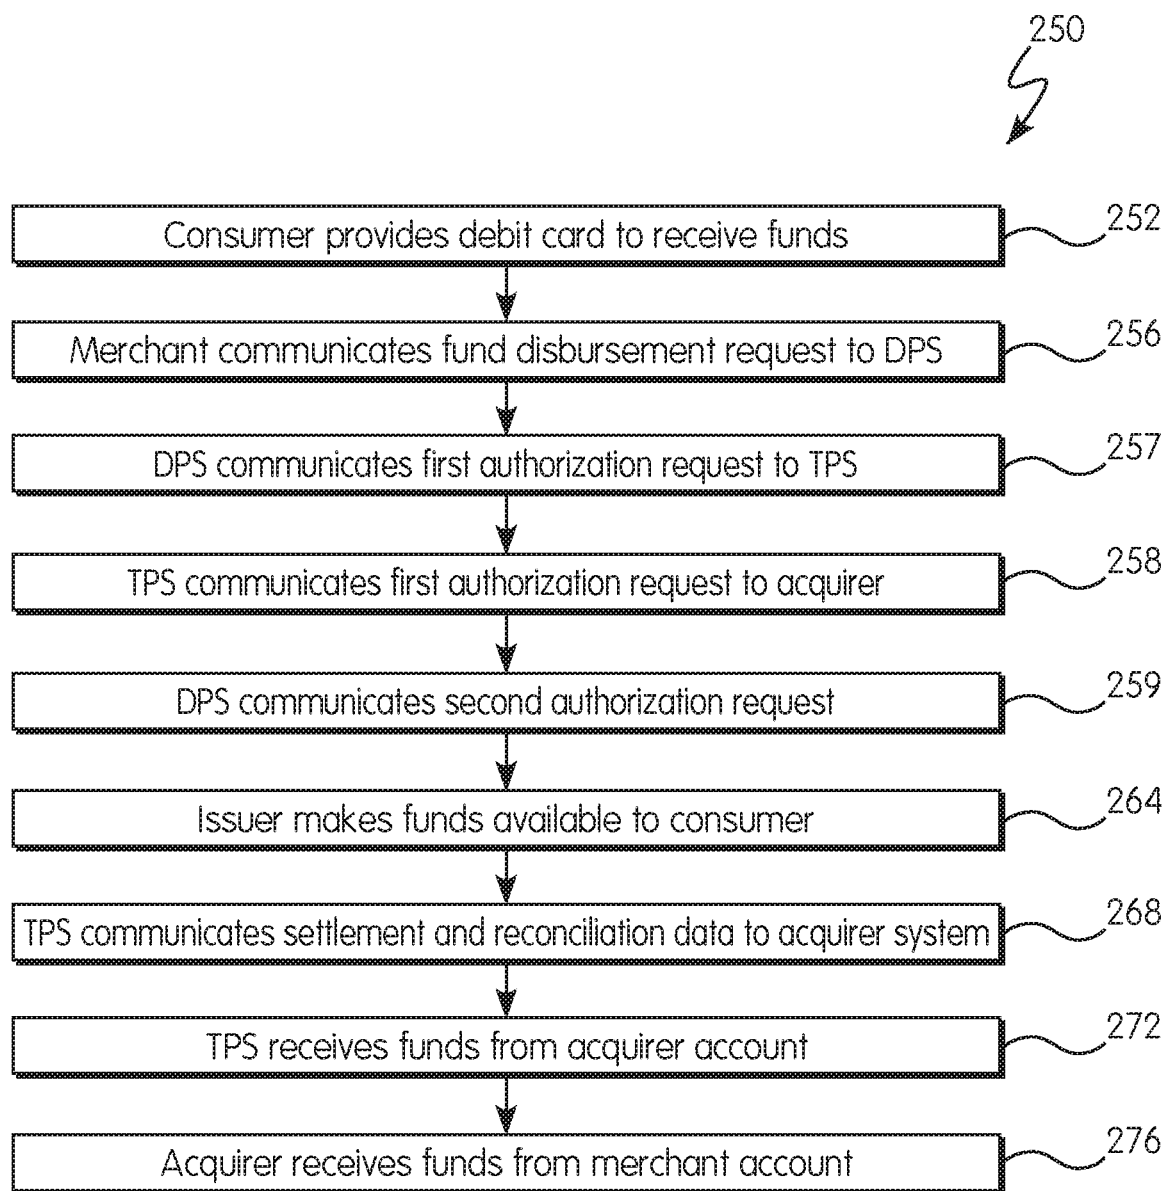 250
Consumer provides debit card to receive funds
252
Merchant communicates fund disbursement request to DPS
256
DPS communicates first authorization request to TPS
257
TPS communicates first authorization request to acquirer
258
DPS communicates second authorization request
259
Issuer makes funds available to consumer
264
TPS communicates settlement and reconciliation data to acquirer system
268
TPS receives funds from acquirer account
272
Acquirer receives funds from merchant account
276